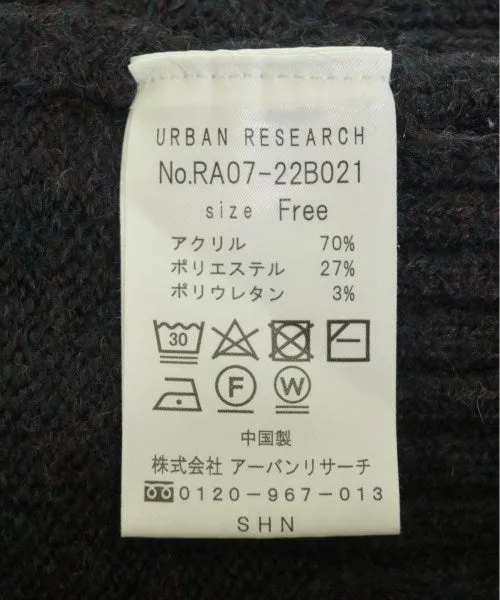 URBAN RESEARCH
No.RA07-22B021
size Free
アクリル 70%
ポリエステル 27%
ポリウレタン 3%
30
F W
中国製
株式会社 アーバンリサーチ
0120-967-013
SHN